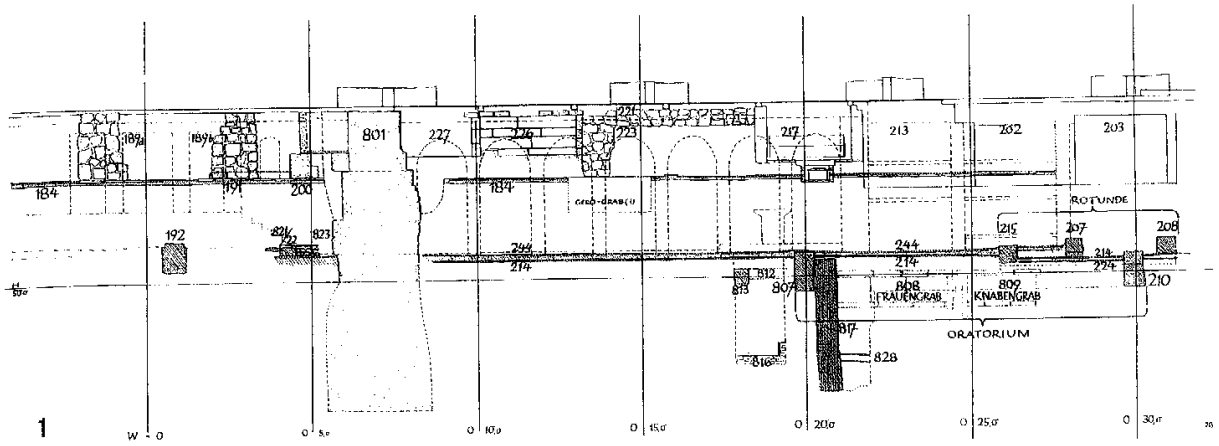 221
189a 189b 801 227 226 223 217 213 202 203
184 191 200 184 GERO-GRAB(?)
ROTUNDE
192 821/ 823 215 207 208
722
244 244 214
214 812 214 224
813 807 808 809 210
FRAUENGRAB KNABENGRAB
817 ORATORIUM
816 828
1
W - 0 0 5,0 0 10,0 0 15,0 0 20,0 0 25,0 0 30,0